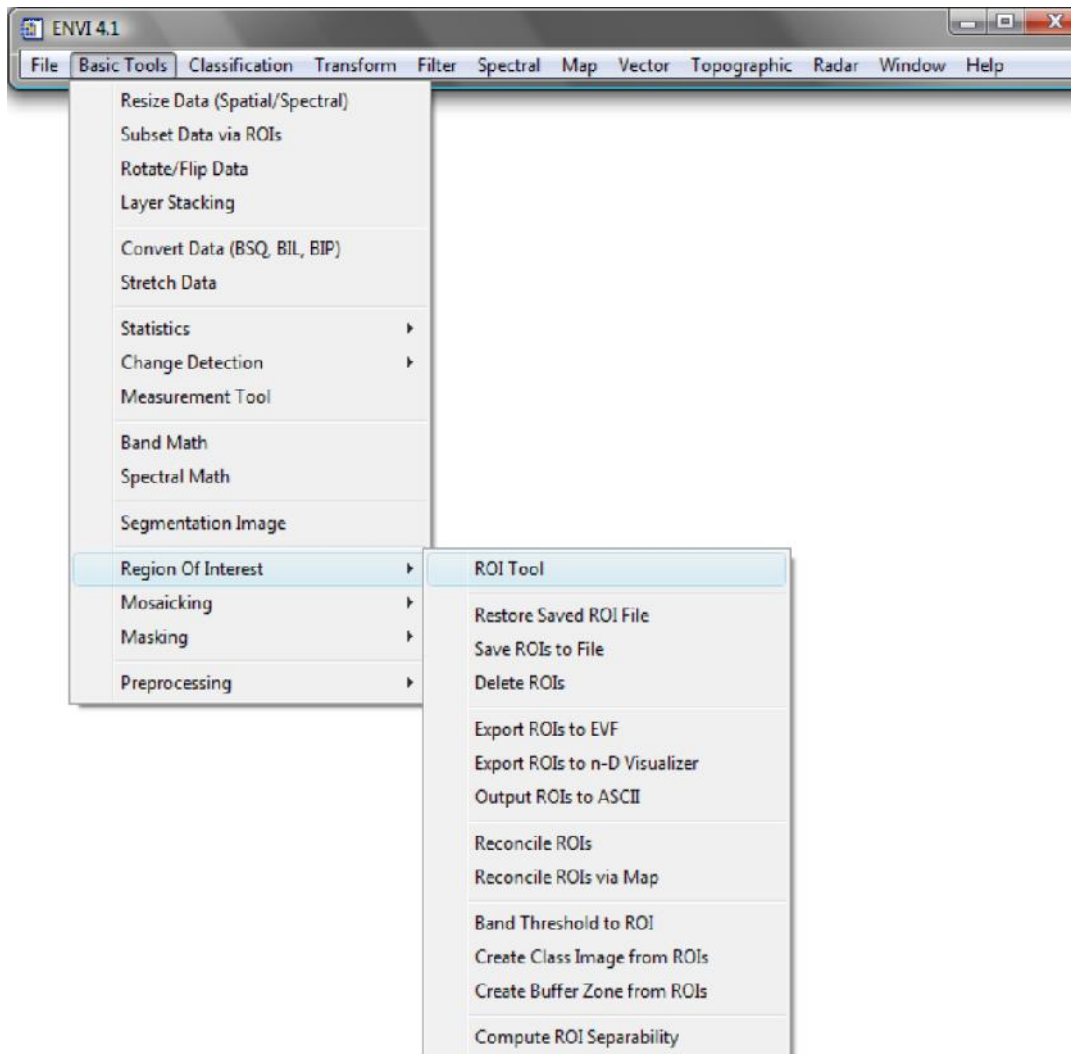 ENVI 4.1
File Basic Tools Classification Transform Filter Spectral Map Vector Topographic Radar Window Help
Resize Data (Spatial/Spectral)
Subset Data via ROIs
Rotate/Flip Data
Layer Stacking
Convert Data (BSQ, BIL, BIP)
Stretch Data
Statistics
Change Detection
Measurement Tool
Band Math
Spectral Math
Segmentation Image
Region Of Interest
Mosaicking
Masking
Preprocessing
ROI Tool
Restore Saved ROI File
Save ROIs to File
Delete ROIs
Export ROIs to EVF
Export ROIs to n-D Visualizer
Output ROIs to ASCII
Reconcile ROIs
Reconcile ROIs via Map
Band Threshold to ROI
Create Class Image from ROIs
Create Buffer Zone from ROIs
Compute ROI Separability